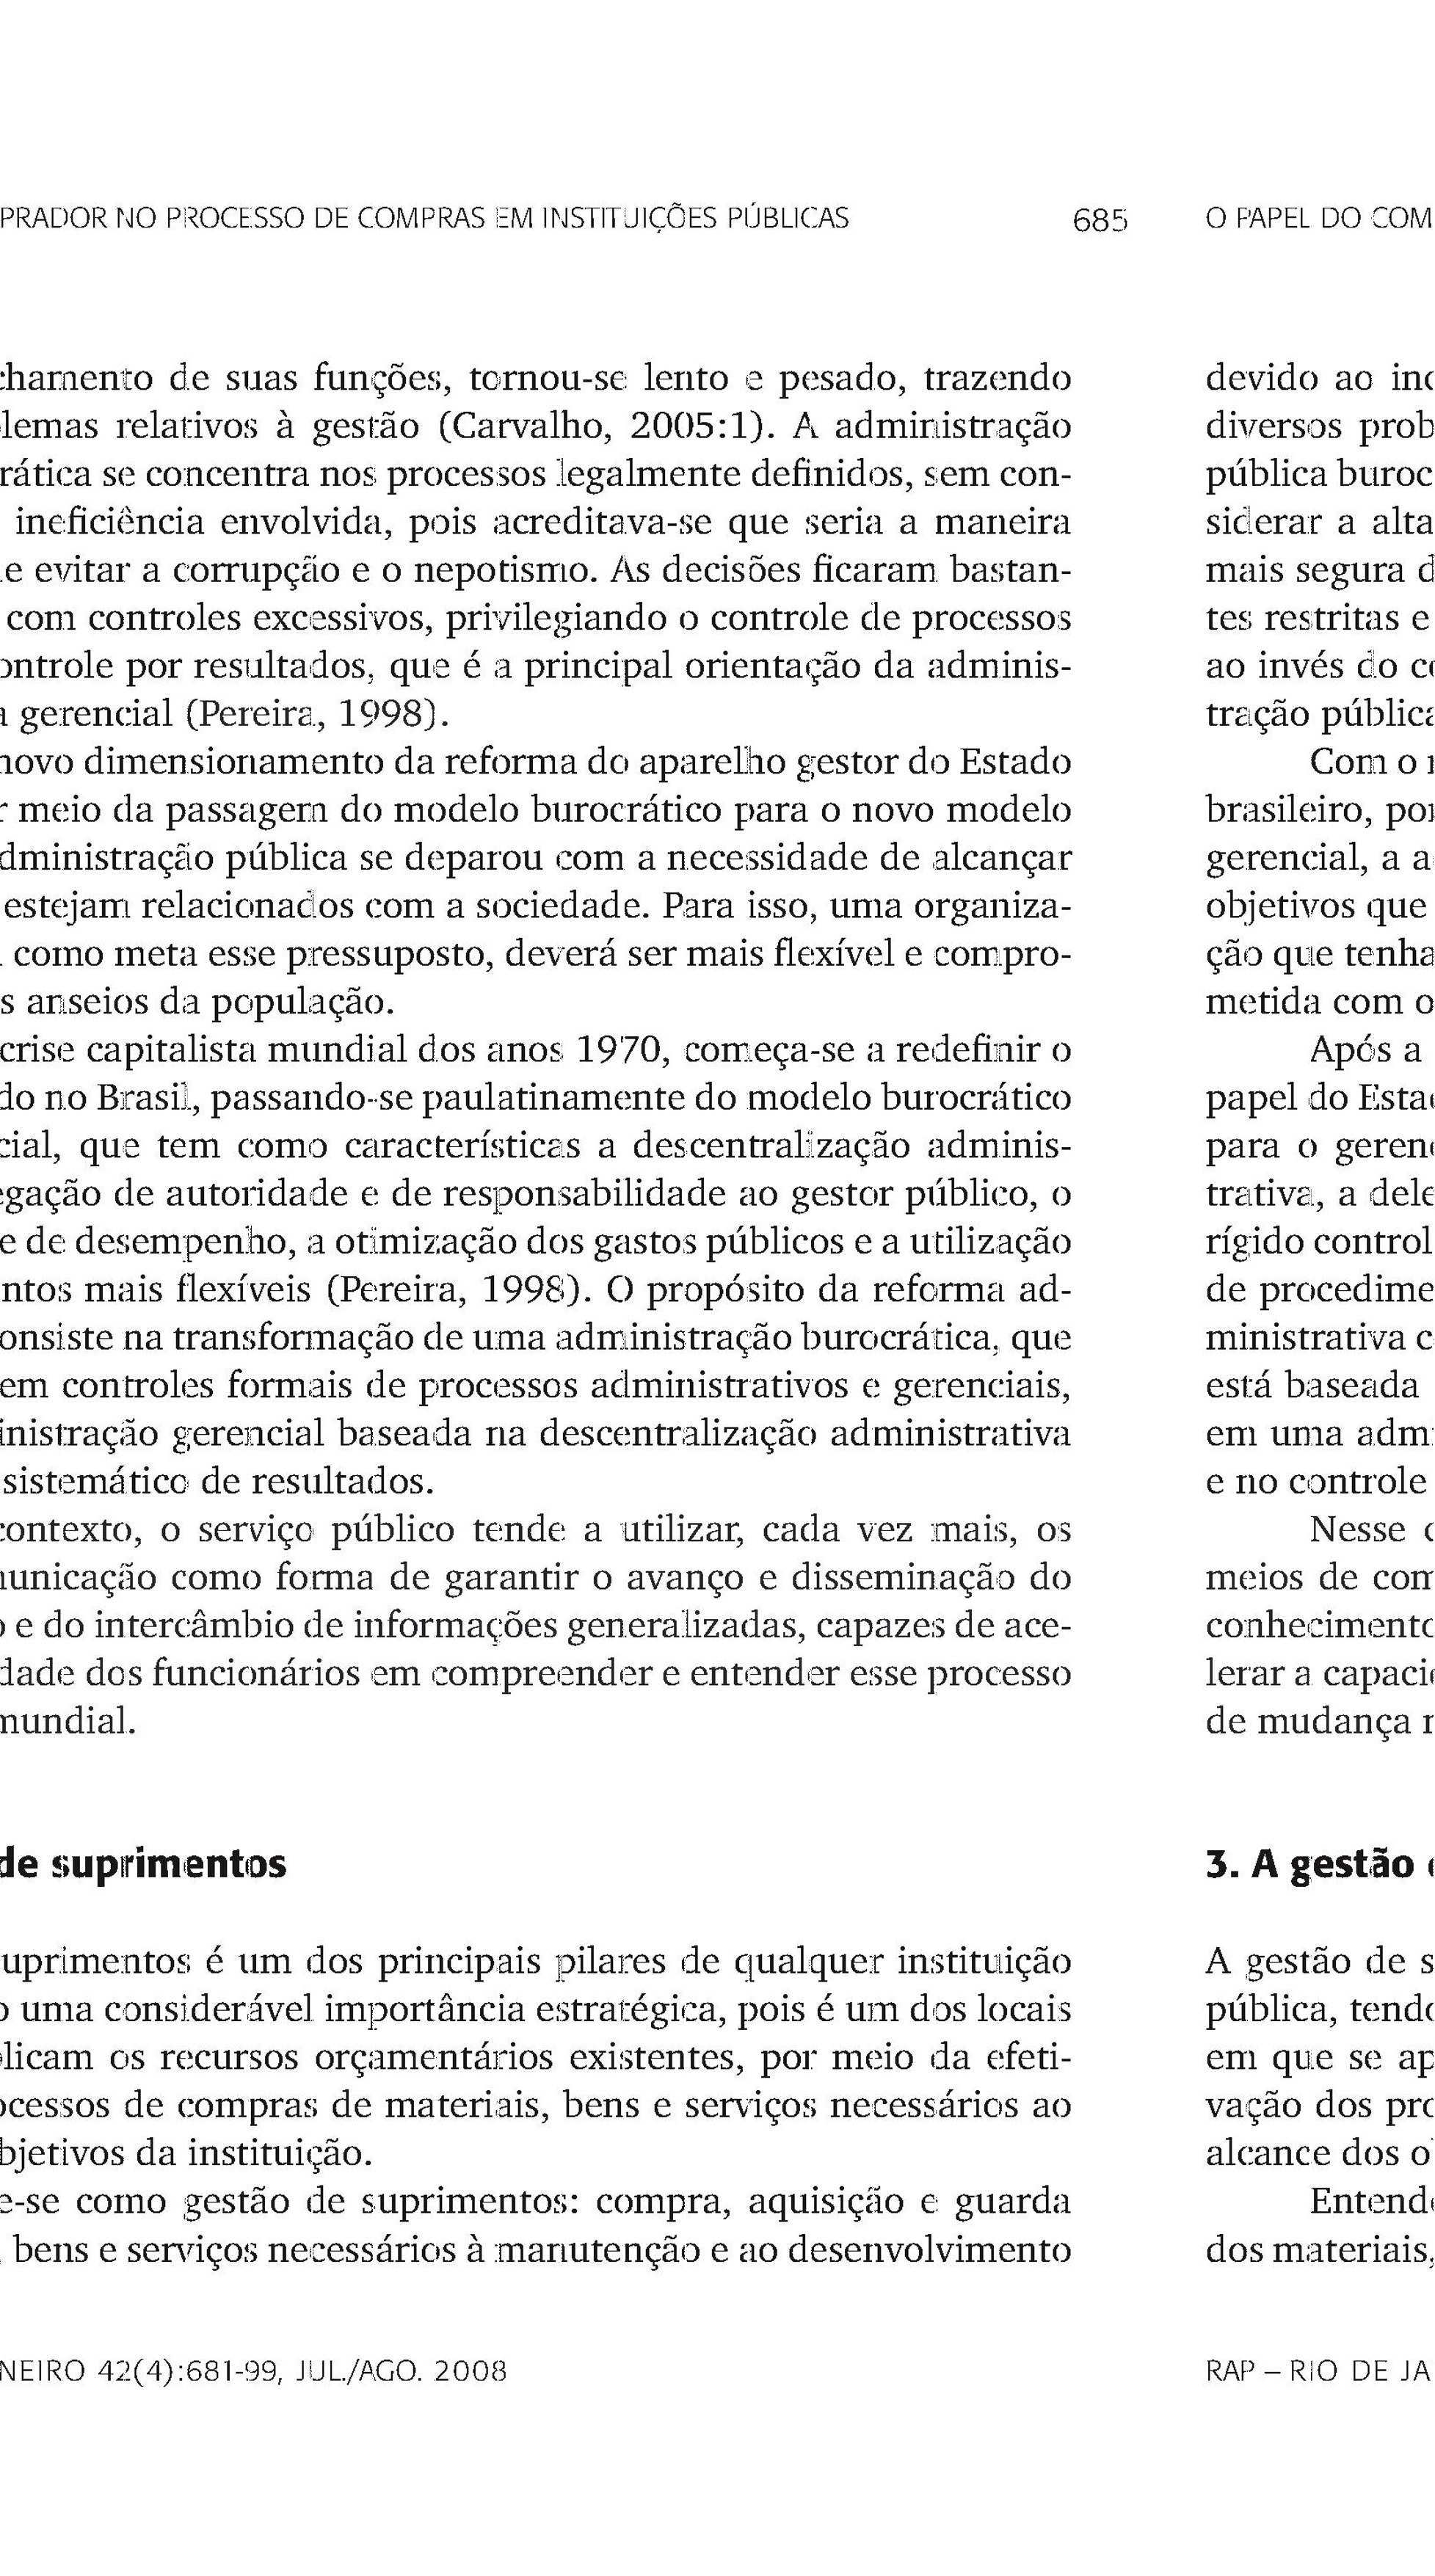 PRADOR NO PROCESSO DE COMPRAS EM INSTITUIÇÕES PÚBLICAS 685
chamento de suas funções, tornou-se lento e pesado, trazendo
lemas relativos à gestão (Carvalho, 2005:1). A administração
rática se concentra nos processos legalmente definidos, sem con-
ineficiência envolvida, pois acreditava-se que seria a maneira
e evitar a corrupção e o nepotismo. As decisões ficaram bastan-
com controles excessivos, privilegiando o controle de processos
ontrole por resultados, que é a principal orientação da adminis-
a gerencial (Pereira, 1998).
novo dimensionamento da reforma do aparelho gestor do Estado
r meio da passagem do modelo burocrático para o novo modelo
dministração pública se deparou com a necessidade de alcançar
estejam relacionados com a sociedade. Para isso, uma organiza-
como meta esse pressuposto, deverá ser mais flexível e compro-
s anseios da população.
crise capitalista mundial dos anos 1970, começa-se a redefinir o
do no Brasil, passando-se paulatinamente do modelo burocrático
cial, que tem como características a descentralização adminis-
egação de autoridade e de responsabilidade ao gestor público, o
e de desempenho, a otimização dos gastos públicos e a utilização
ntos mais flexíveis (Pereira, 1998). O propósito da reforma ad-
onsiste na transformação de uma administração burocrática, que
em controles formais de processos administrativos e gerenciais,
inistração gerencial baseada na descentralização administrativa
sistemático de resultados.
contexto, o serviço público tende a utilizar, cada vez mais, os
unicação como forma de garantir o avanço e disseminação do
o e do intercâmbio de informações generalizadas, capazes de ace-
dade dos funcionários em compreender e entender esse processo
mundial.
de suprimentos
uprimentos é um dos principais pilares de qualquer instituição
o uma considerável importância estratégica, pois é um dos locais
licam os recursos orçamentários existentes, por meio da efeti-
ocessos de compras de materiais, bens e serviços necessários ao
bjetivos da instituição.
e-se como gestão de suprimentos: compra, aquisição e guarda
, bens e serviços necessários à manutenção e ao desenvolvimento
NEIRO 42(4):681-99, JUL./AGO. 2008
O PAPEL DO COM
devido ao inc
diversos prob
pública buroc
siderar a alta
mais segura d
tes restritas e
ao invés do co
tração pública
Com o n
brasileiro, por
gerencial, a a
objetivos que
ção que tenha
metida com o
Após a
papel do Estad
para o geren
trativa, a dele
rígido control
de procedime
ministrativa c
está baseada
em uma adm
e no controle
Nesse c
meios de com
conhecimento
lerar a capaci
de mudança m
3. A gestão
A gestão de s
pública, tendo
em que se ap
vação dos pro
alcance dos o
Entend
dos materiais,
RAP – RIO DE JA